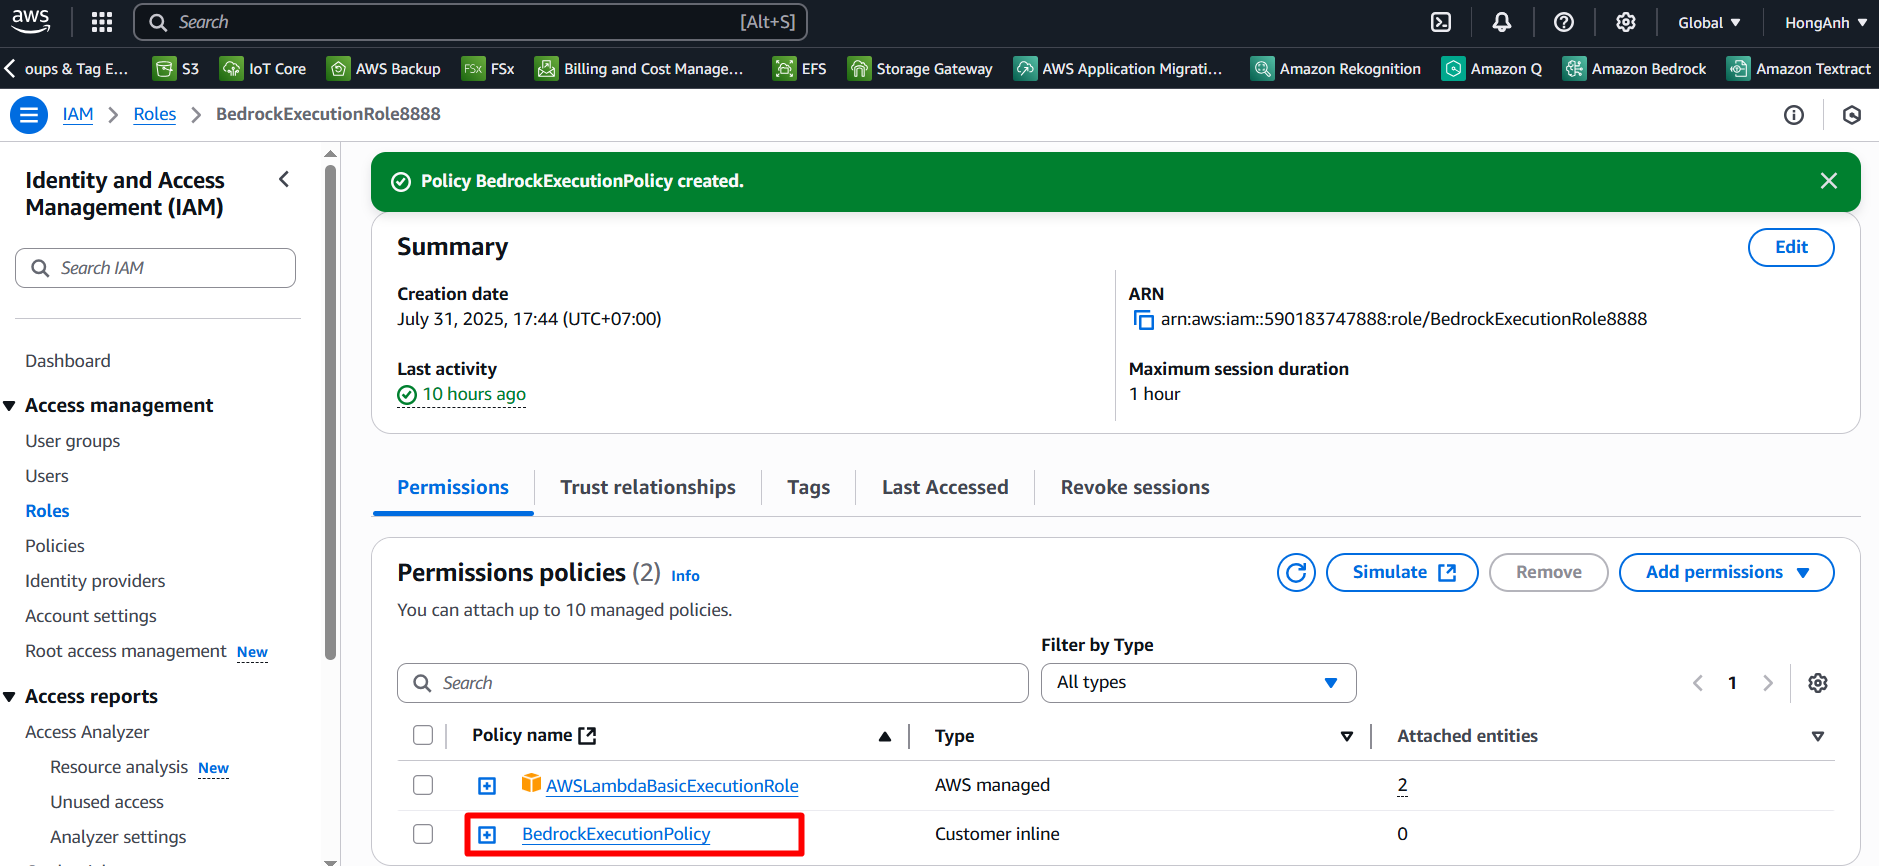 aws
Search [Alt+S]
Global ▼
HongAnh ▼
oups & Tag E...
S3
IoT Core
AWS Backup
FSx FSx
Billing and Cost Manage...
EFS
Storage Gateway
AWS Application Migrati...
Amazon Rekognition
Amazon Q
Amazon Bedrock
Amazon Textract
IAM > Roles > BedrockExecutionRole8888
Identity and Access
Management (IAM)
Search IAM
Dashboard
Access management
User groups
Users
Roles
Policies
Identity providers
Account settings
Root access management New
Access reports
Access Analyzer
Resource analysis New
Unused access
Analyzer settings
Policy BedrockExecutionPolicy created.
Summary
Edit
Creation date
July 31, 2025, 17:44 (UTC+07:00)
ARN
arn:aws:iam::590183747888:role/BedrockExecutionRole8888
Last activity
10 hours ago
Maximum session duration
1 hour
Permissions
Trust relationships
Tags
Last Accessed
Revoke sessions
Permissions policies (2) Info
You can attach up to 10 managed policies.
Simulate
Remove
Add permissions
Filter by Type
Search
All types
1
Policy name
Type
Attached entities
AWSLambdaBasicExecutionRole AWS managed 2
BedrockExecutionPolicy Customer inline 0